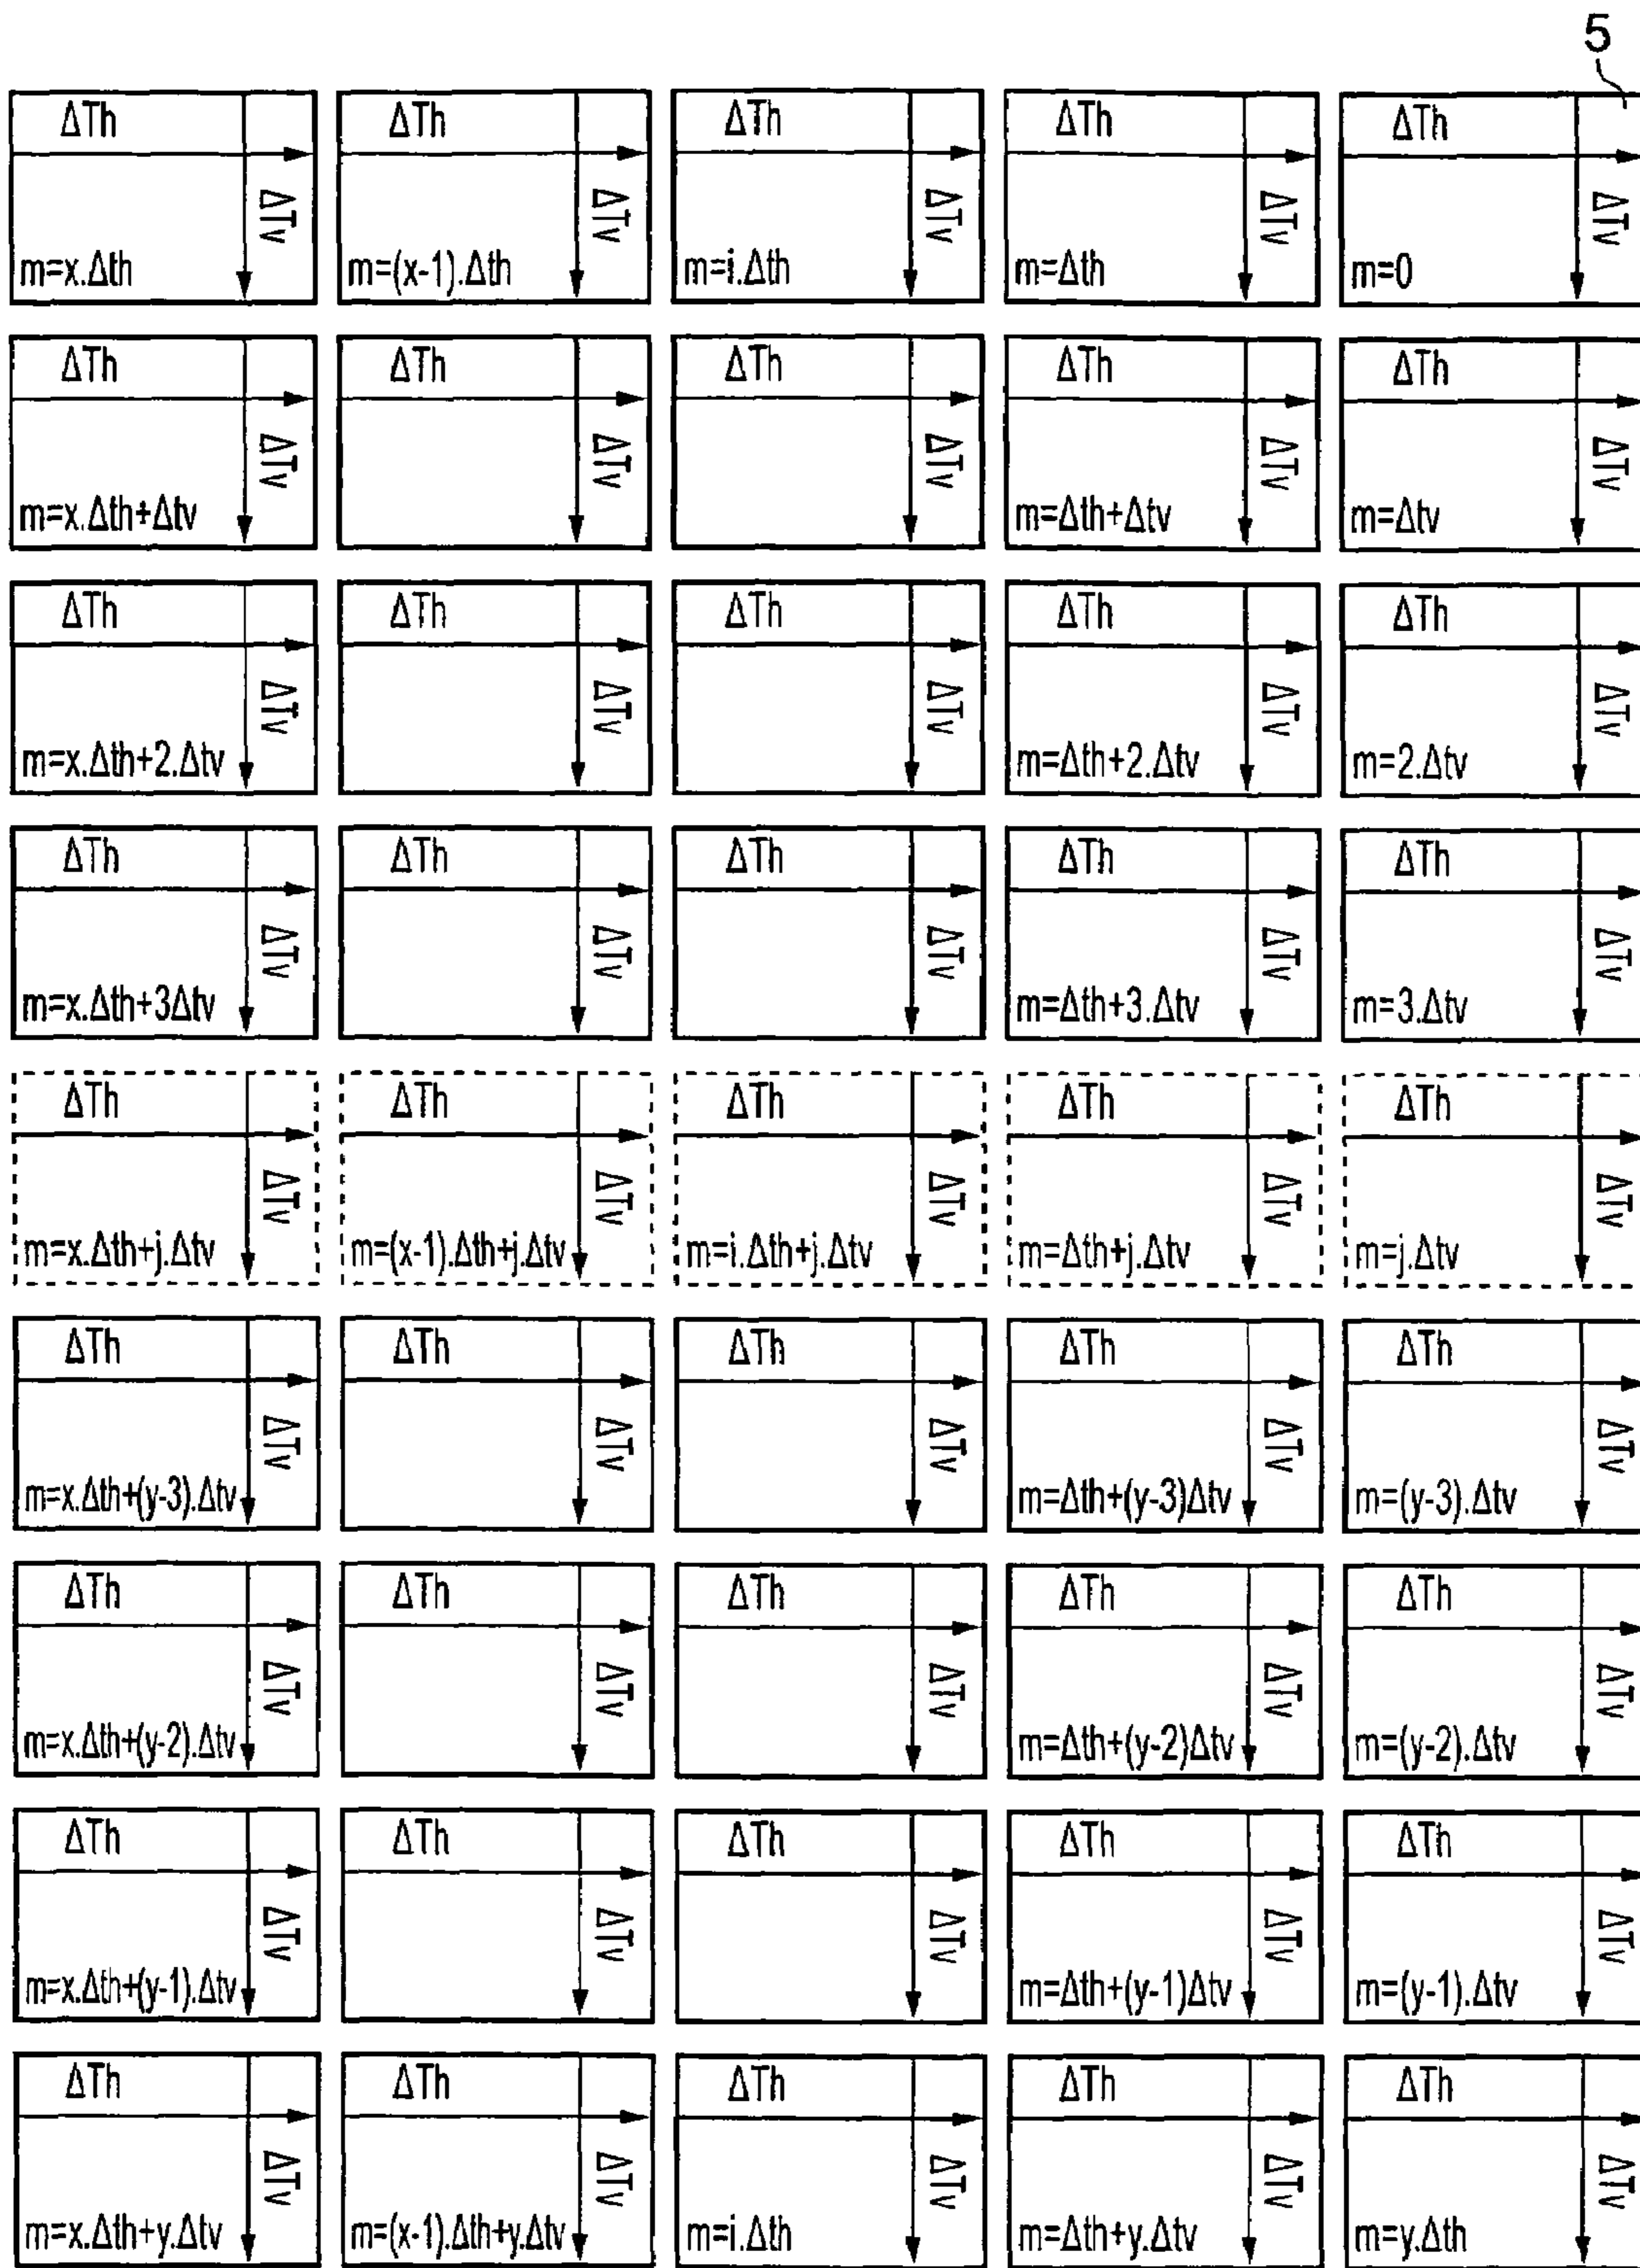 5
ΔTh ΔTh ΔTh ΔTh ΔTh
ΔTv ΔTv ΔTv ΔTv ΔTv
m=x.Δth m=(x-1).Δth m=i.Δth m=Δth m=0
ΔTh ΔTh ΔTh ΔTh ΔTh
ΔTv ΔTv ΔTv ΔTv ΔTv
m=x.Δth+Δtv m=Δth+Δtv m=Δtv
ΔTh ΔTh ΔTh ΔTh ΔTh
ΔTv ΔTv ΔTv ΔTv ΔTv
m=x.Δth+2.Δtv m=Δth+2.Δtv m=2.Δtv
ΔTh ΔTh ΔTh ΔTh ΔTh
ΔTv ΔTv ΔTv ΔTv ΔTv
m=x.Δth+3Δtv m=Δth+3.Δtv m=3.Δtv
ΔTh ΔTh ΔTh ΔTh ΔTh
ΔTv ΔTv ΔTv ΔTv ΔTv
m=x.Δth+j.Δtv m=(x-1).Δth+j.Δtv m=i.Δth+j.Δtv m=Δth+j.Δtv m=j.Δtv
ΔTh ΔTh ΔTh ΔTh ΔTh
ΔTv ΔTv ΔTv ΔTv ΔTv
m=x.Δth+(y-3).Δtv m=Δth+(y-3)Δtv m=(y-3).Δtv
ΔTh ΔTh ΔTh ΔTh ΔTh
ΔTv ΔTv ΔTv ΔTv ΔTv
m=x.Δth+(y-2).Δtv m=Δth+(y-2)Δtv m=(y-2).Δtv
ΔTh ΔTh ΔTh ΔTh ΔTh
ΔTv ΔTv ΔTv ΔTv ΔTv
m=x.Δth+(y-1).Δtv m=Δth+(y-1)Δtv m=(y-1).Δtv
ΔTh ΔTh ΔTh ΔTh ΔTh
ΔTv ΔTv ΔTv ΔTv ΔTv
m=x.Δth+y.Δtv m=(x-1).Δth+y.Δtv m=i.Δth m=Δth+y.Δtv m=y.Δth